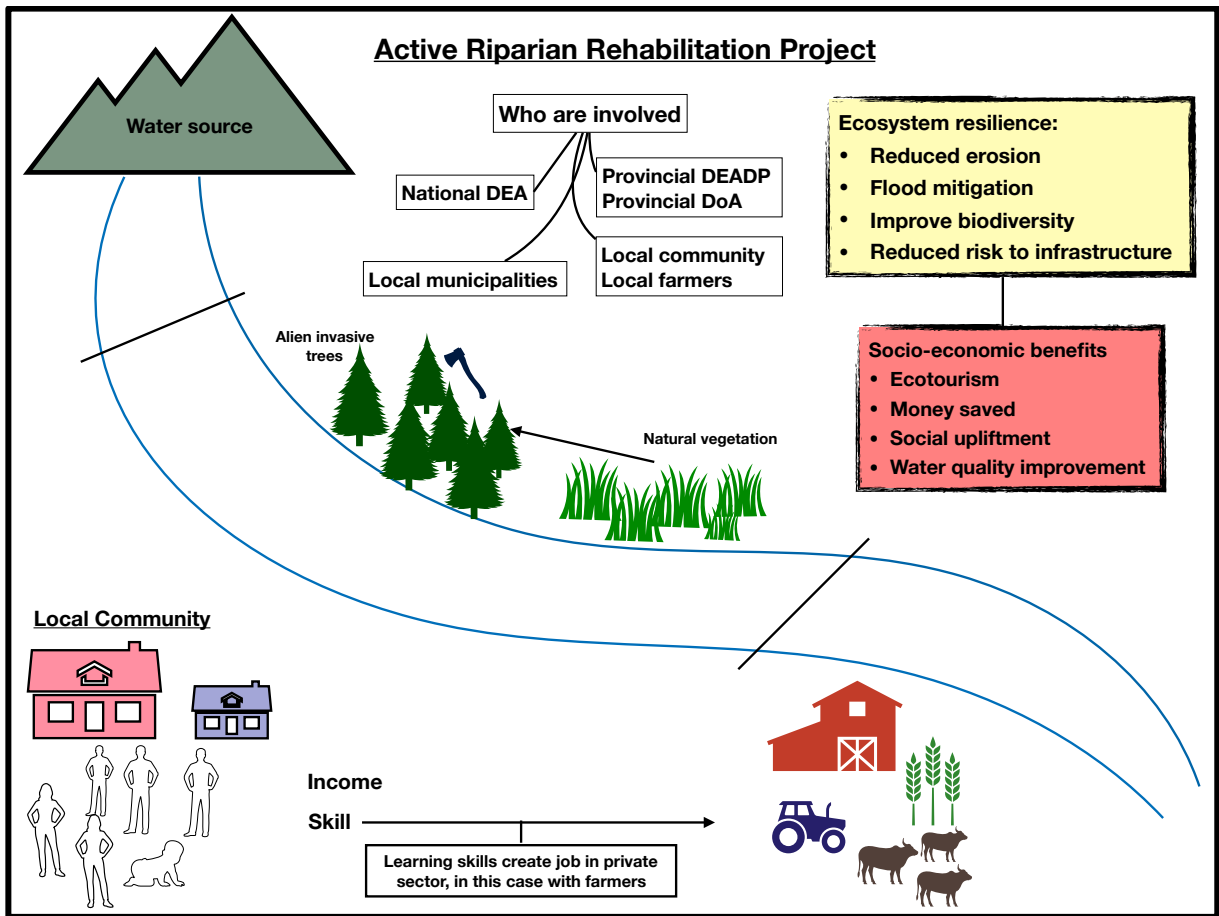 Active Riparian Rehabilitation Project
Water source
Who are involved
National DEA
Provincial DEADP
Provincial DoA
Local municipalities
Local community
Local farmers
Ecosystem resilience:
• Reduced erosion
• Flood mitigation
• Improve biodiversity
• Reduced risk to infrastructure
Socio-economic benefits
• Ecotourism
• Money saved
• Social upliftment
• Water quality improvement
Alien invasive
trees
Natural vegetation
Local Community
Income
Skill
Learning skills create job in private
sector, in this case with farmers